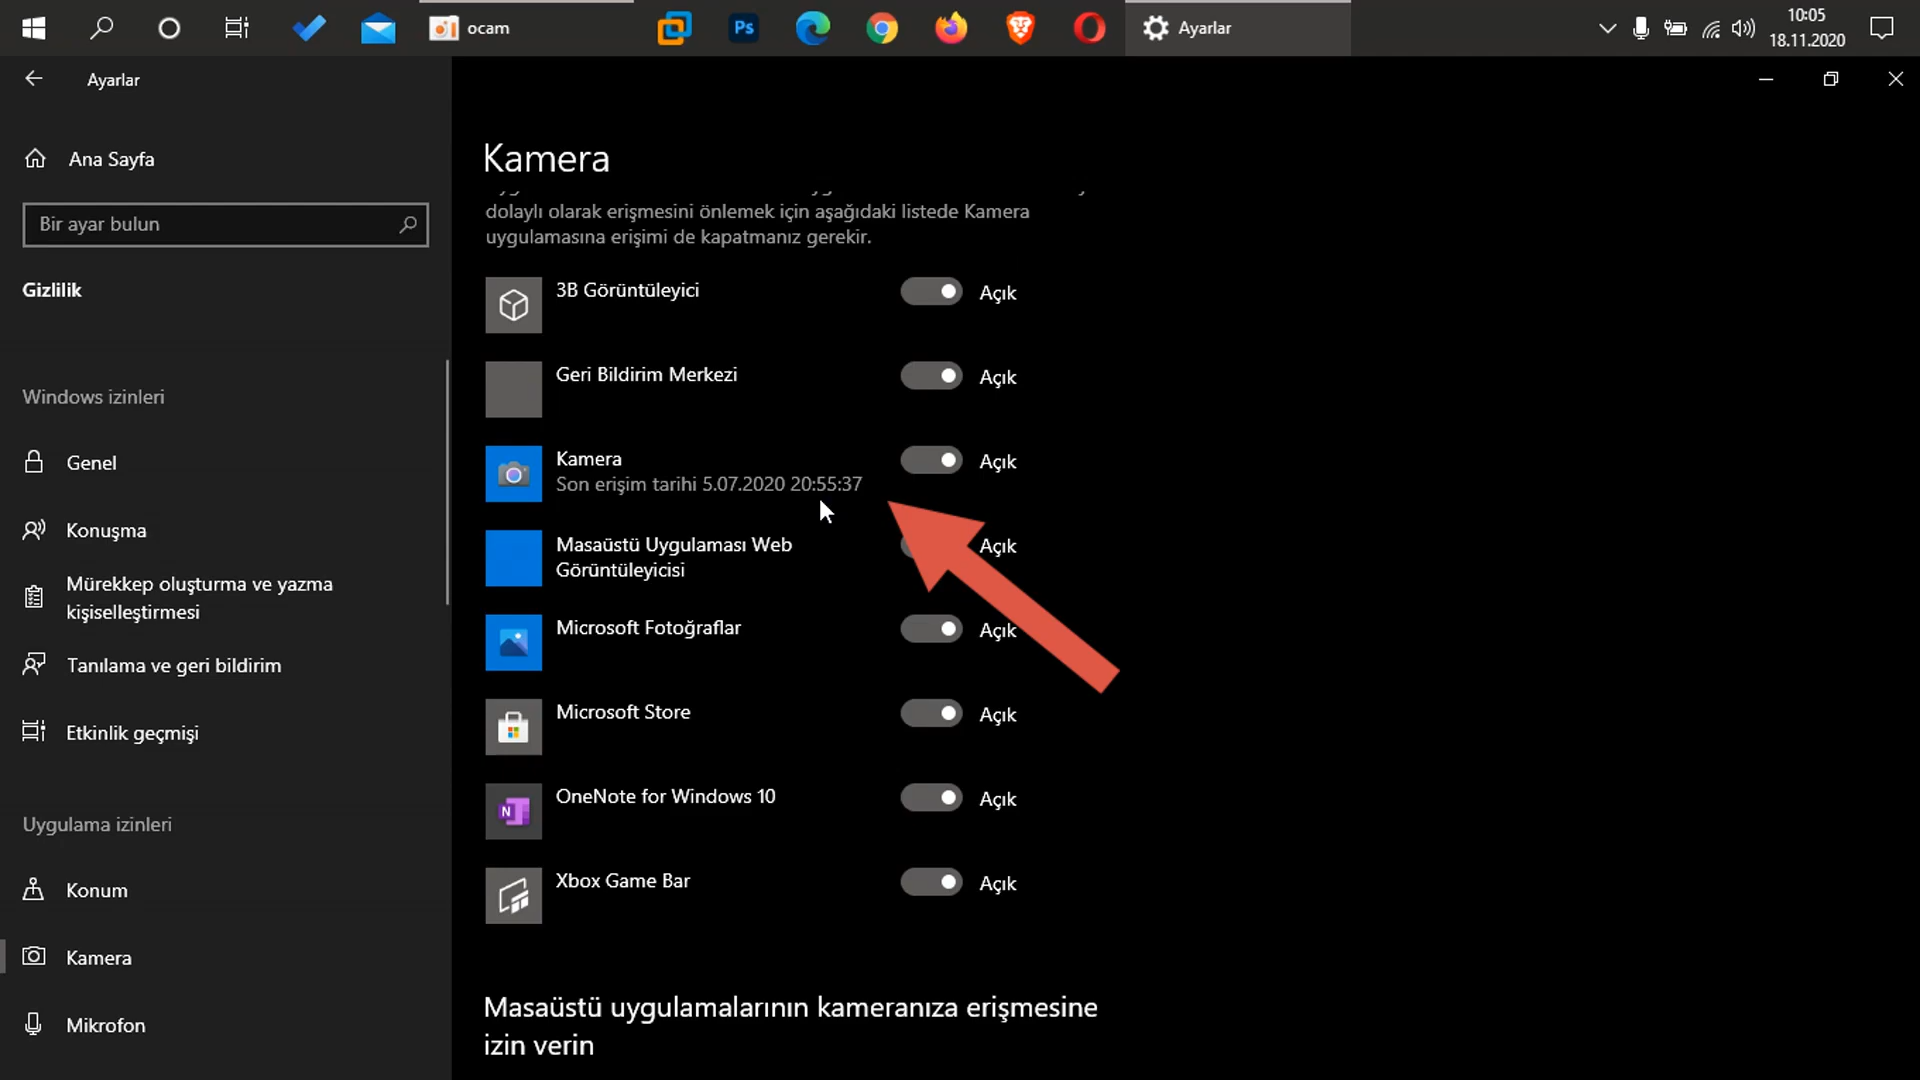 ocam
Ps
Ayarlar
10:05
18.11.2020
Ayarlar
Ana Sayfa
Bir ayar bulun
Gizlilik
Windows izinleri
Genel
Konuşma
Mürekkep oluşturma ve yazma
kişiselleştirmesi
Tanılama ve geri bildirim
Etkinlik geçmişi
Uygulama izinleri
Konum
Kamera
Mikrofon
Kamera
dolaylı olarak erişmesini önlemek için aşağıdaki listede Kamera
uygulamasına erişimi de kapatmanız gerekir.
3B Görüntüleyici
Açık
Geri Bildirim Merkezi
Açık
Kamera
Açık
Son erişim tarihi 5.07.2020 20:55:37
Masaüstü Uygulaması Web
Görüntüleyicisi
Açık
Microsoft Fotoğraflar
Açık
Microsoft Store
Açık
N
OneNote for Windows 10
Açık
Xbox Game Bar
Açık
Masaüstü uygulamalarının kameranıza erişmesine
izin verin